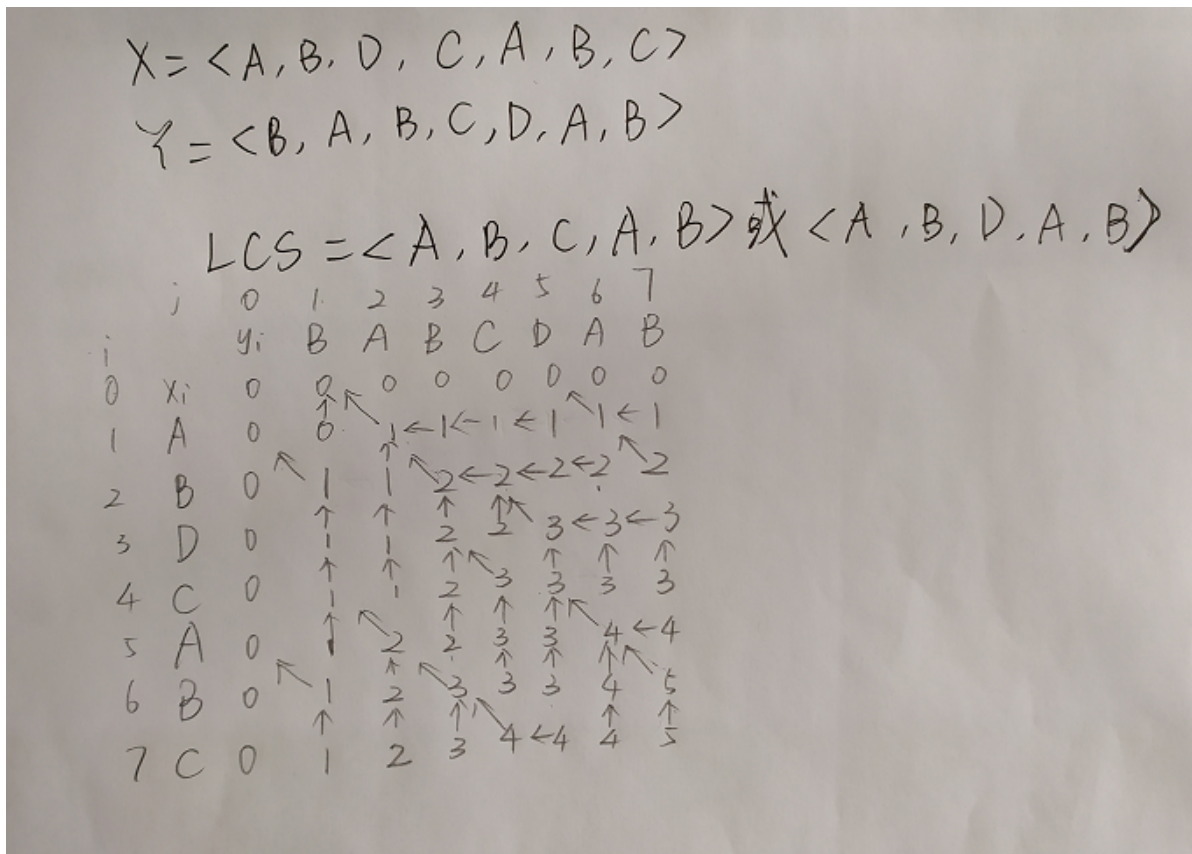 X=<A,B.D,C,A,B,C>
Y=<B,A,B,C,D,A,B>
LCS=<A,B,C,A,B>或<A,B,D,A,B>
j 0 1 2 3 4 5 6 7
i yi B A B C D A B
0 xi 0 0 0 0 0 0 0 0
1 A 0 0 1←1←1←1 1←1
2 B 0 1 1 2←2←2←2 2
3 D 0 1 1 2 2 3←3←3
4 C 0 1 1 2 3 3 3 3
5 A 0 1 2 2 3 3 4←4
6 B 0 1 2 3 3 3 4 5
7 C 0 1 2 3 4←4 4 5